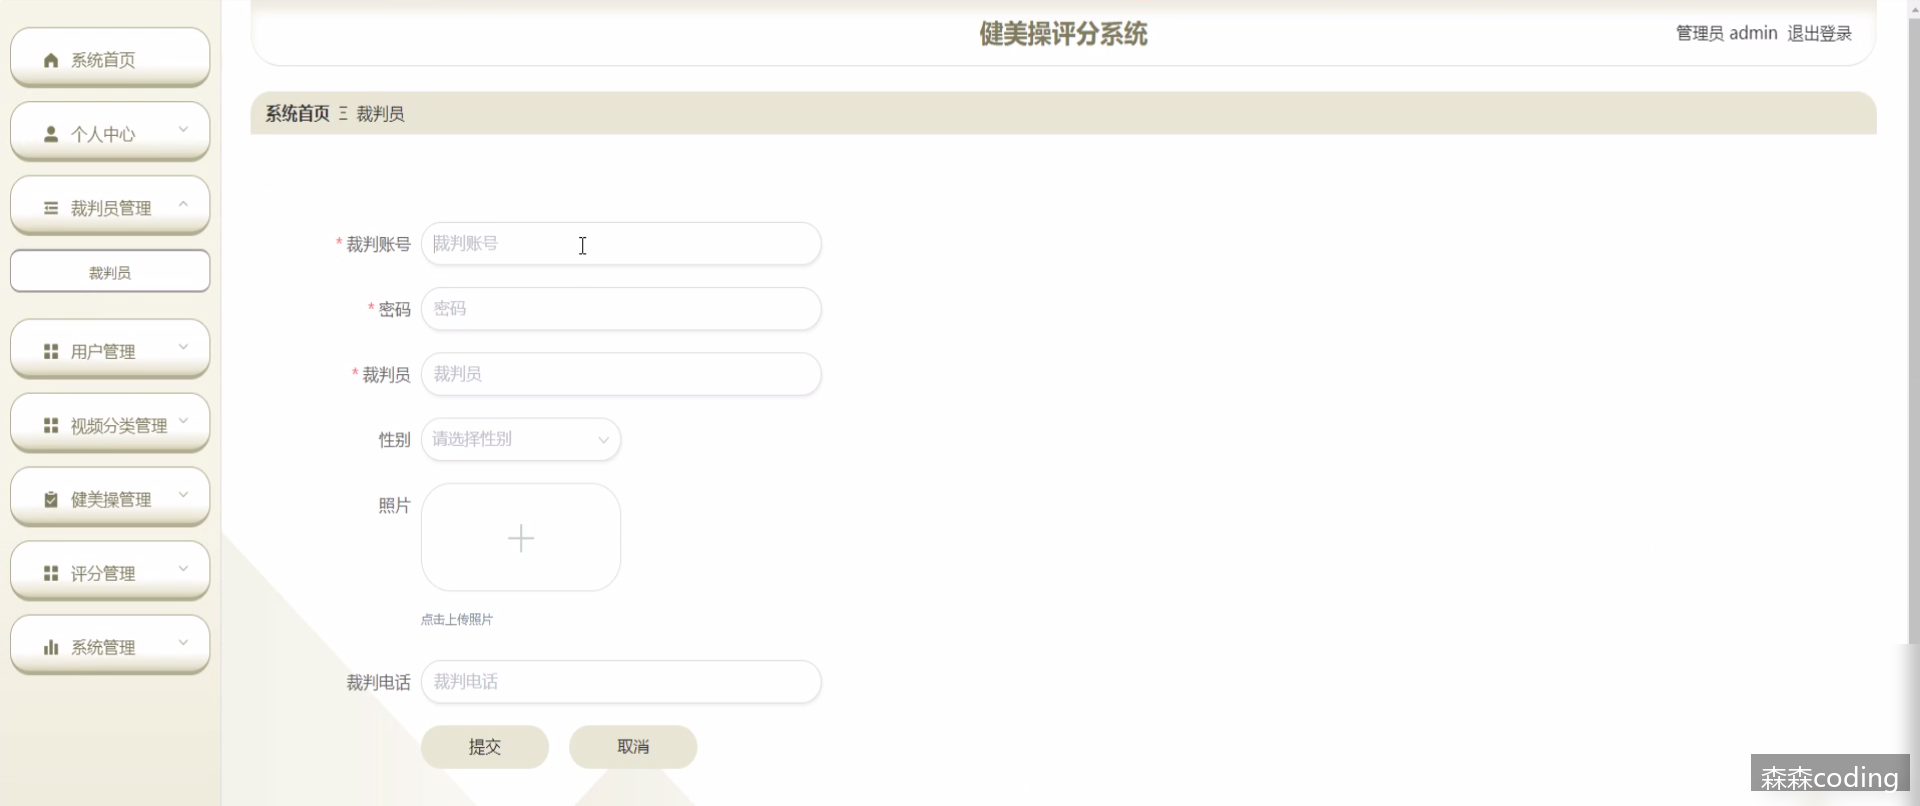 健美操评分系统
管理员 admin 退出登录
系统首页
个人中心
裁判员管理
裁判员
用户管理
视频分类管理
健美操管理
评分管理
系统管理
系统首页 Ξ 裁判员
* 裁判账号 裁判账号
* 密码 密码
* 裁判员 裁判员
性别 请选择性别
照片
点击上传照片
裁判电话 裁判电话
提交 取消
森森coding